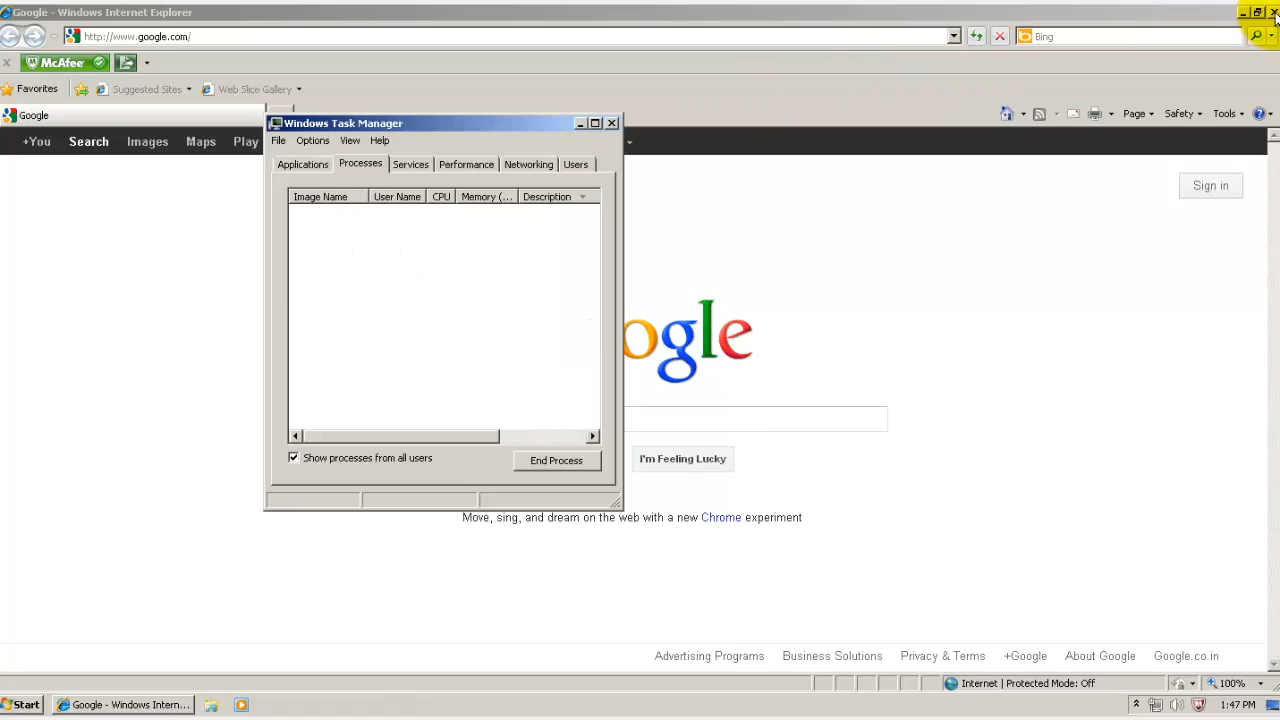 Google - Windows Internet Explorer
http://www.google.com/
Bing
McAfee
Favorites
Suggested Sites
Web Slice Gallery
Google
Page
Safety
Tools
+You
Search
Images
Maps
Play
Sign in
Windows Task Manager
File
Options
View
Help
Applications
Processes
Services
Performance
Networking
Users
Image Name
User Name
CPU
Memory (...
Description
Show processes from all users
End Process
ogle
I'm Feeling Lucky
Move, sing, and dream on the web with a new Chrome experiment
Advertising Programs
Business Solutions
Privacy & Terms
+Google
About Google
Google.co.in
Internet | Protected Mode: Off
100%
Start
Google - Windows Intern...
1:47 PM